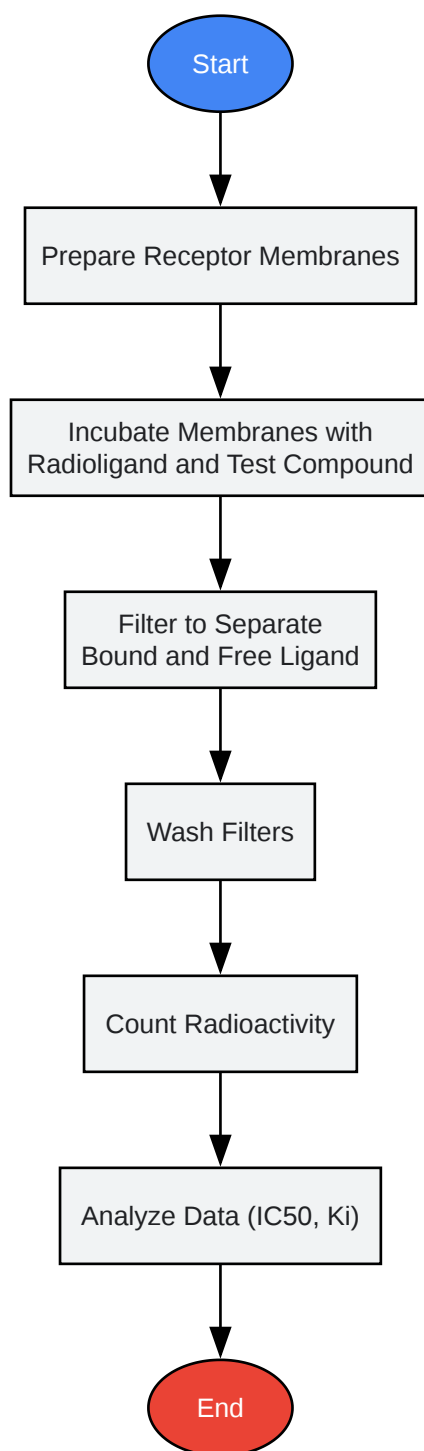 Start
Prepare Receptor Membranes
Incubate Membranes with
Radioligand and Test Compound
Filter to Separate
Bound and Free Ligand
Wash Filters
Count Radioactivity
Analyze Data (IC50, Ki)
End